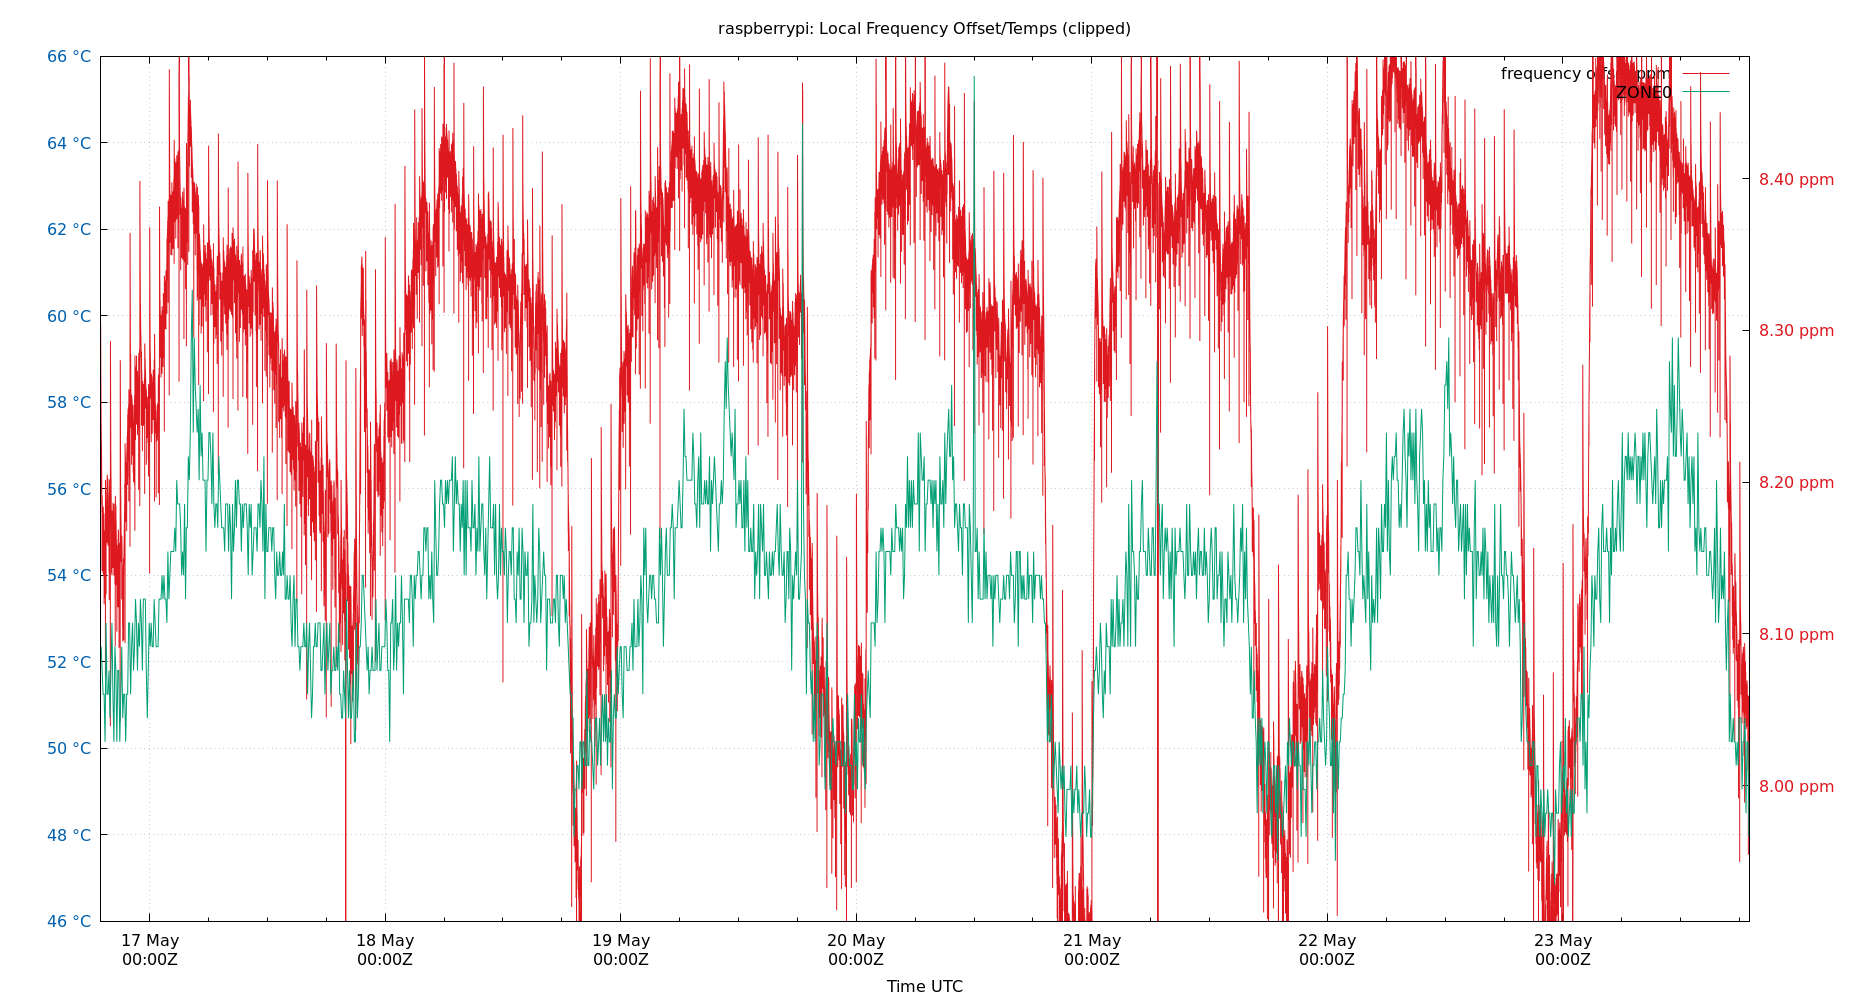 raspberrypi: Local Frequency Offset/Temps (clipped)
66 °C
64 °C
62 °C
60 °C
58 °C
56 °C
54 °C
52 °C
50 °C
48 °C
46 °C
frequency offset ppm
ZONE0
8.40 ppm
8.30 ppm
8.20 ppm
8.10 ppm
8.00 ppm
17 May 18 May 19 May 20 May 21 May 22 May 23 May
00:00Z 00:00Z 00:00Z 00:00Z 00:00Z 00:00Z 00:00Z
Time UTC